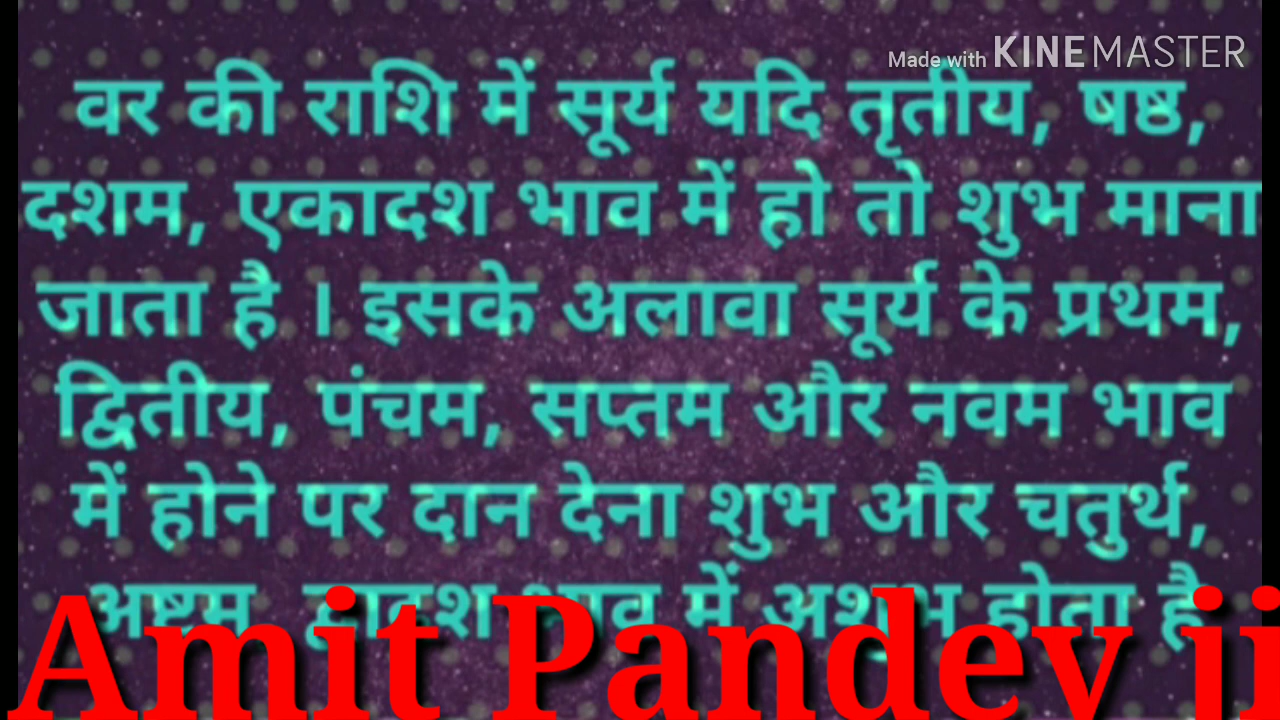 Made with KINEMASTER
वर की राशि में सूर्य यदि तृतीय, षष्ठ,
दशम, एकादश भाव में हो तो शुभ माना
जाता है । इसके अलावा सूर्य के प्रथम,
द्वितीय, पंचम, सप्तम और नवम भाव
में होने पर दान देना शुभ और चतुर्थ,
अष्टम, द्वादश भाव में अशुभ होता है
Amit Pandey ji